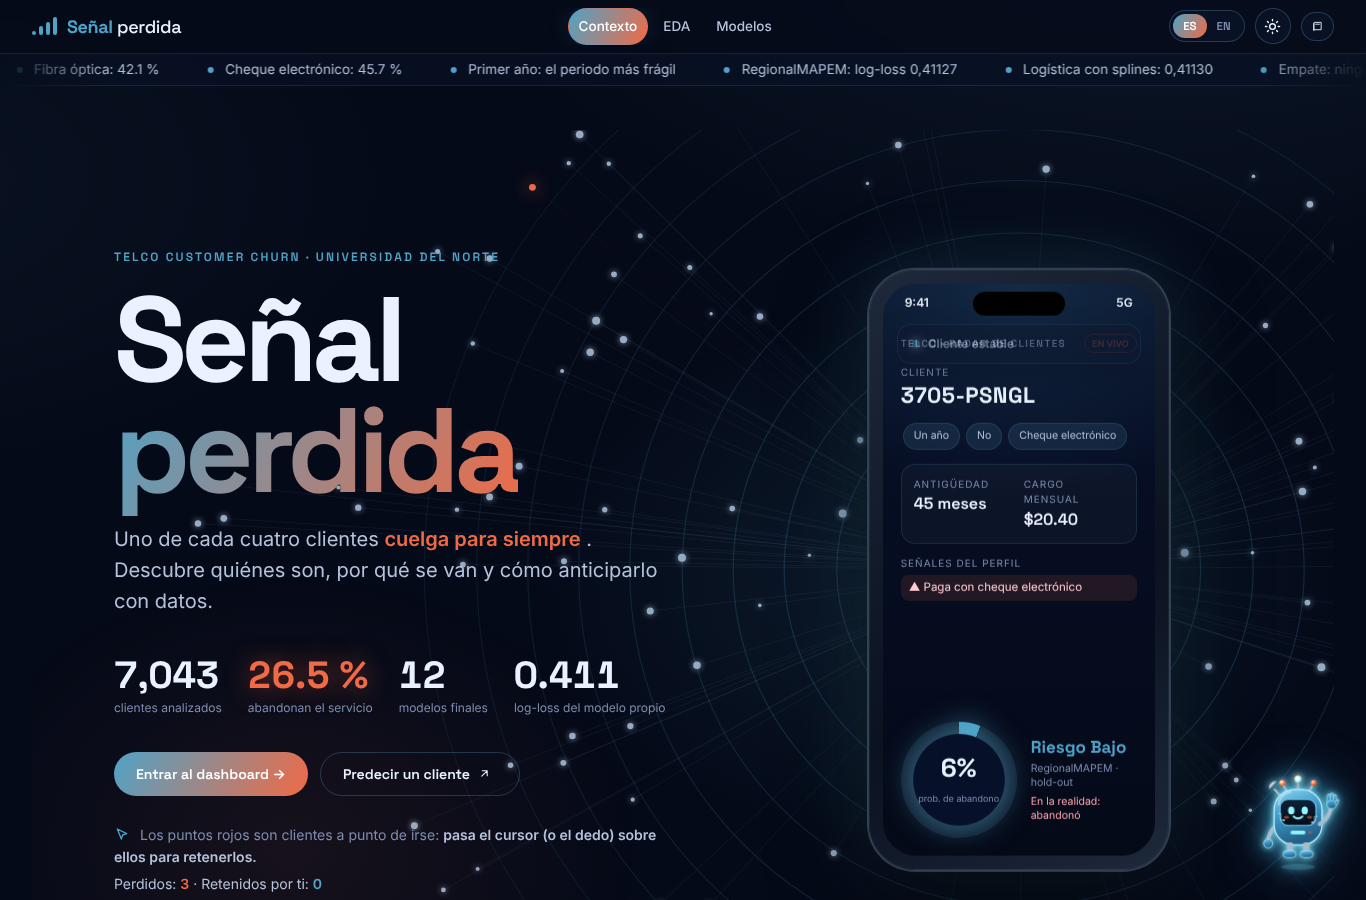 Señal perdida
Contexto
EDA
Modelos
ES
EN
Fibra óptica: 42.1 %
Cheque electrónico: 45.7 %
Primer año: el periodo más frágil
RegionalMAPEM: log-loss 0,41127
Logística con splines: 0,41130
Empate:
TELCO CUSTOMER CHURN · UNIVERSIDAD DEL NORTE
Señal
perdida
Uno de cada cuatro clientes cuelga para siempre .
Descubre quiénes son, por qué se van y cómo anticiparlo
con datos.
7,043
clientes analizados
26.5 %
abandonan el servicio
12
modelos finales
0.411
log-loss del modelo propio
Entrar al dashboard →
Predecir un cliente ↗
Los puntos rojos son clientes a punto de irse: pasa el cursor (o el dedo) sobre
ellos para retenerlos.
Perdidos: 3 · Retenidos por ti: 0
9:41
5G
Cliente estable
EN VIVO
CLIENTE
3705-PSNGL
Un año
No
Cheque electrónico
ANTIGÜEDAD
45 meses
CARGO
MENSUAL
$20.40
SEÑALES DEL PERFIL
▲ Paga con cheque electrónico
6%
prob. de abandono
Riesgo Bajo
RegionalMAPEM ·
hold-out
En la realidad:
abandonó